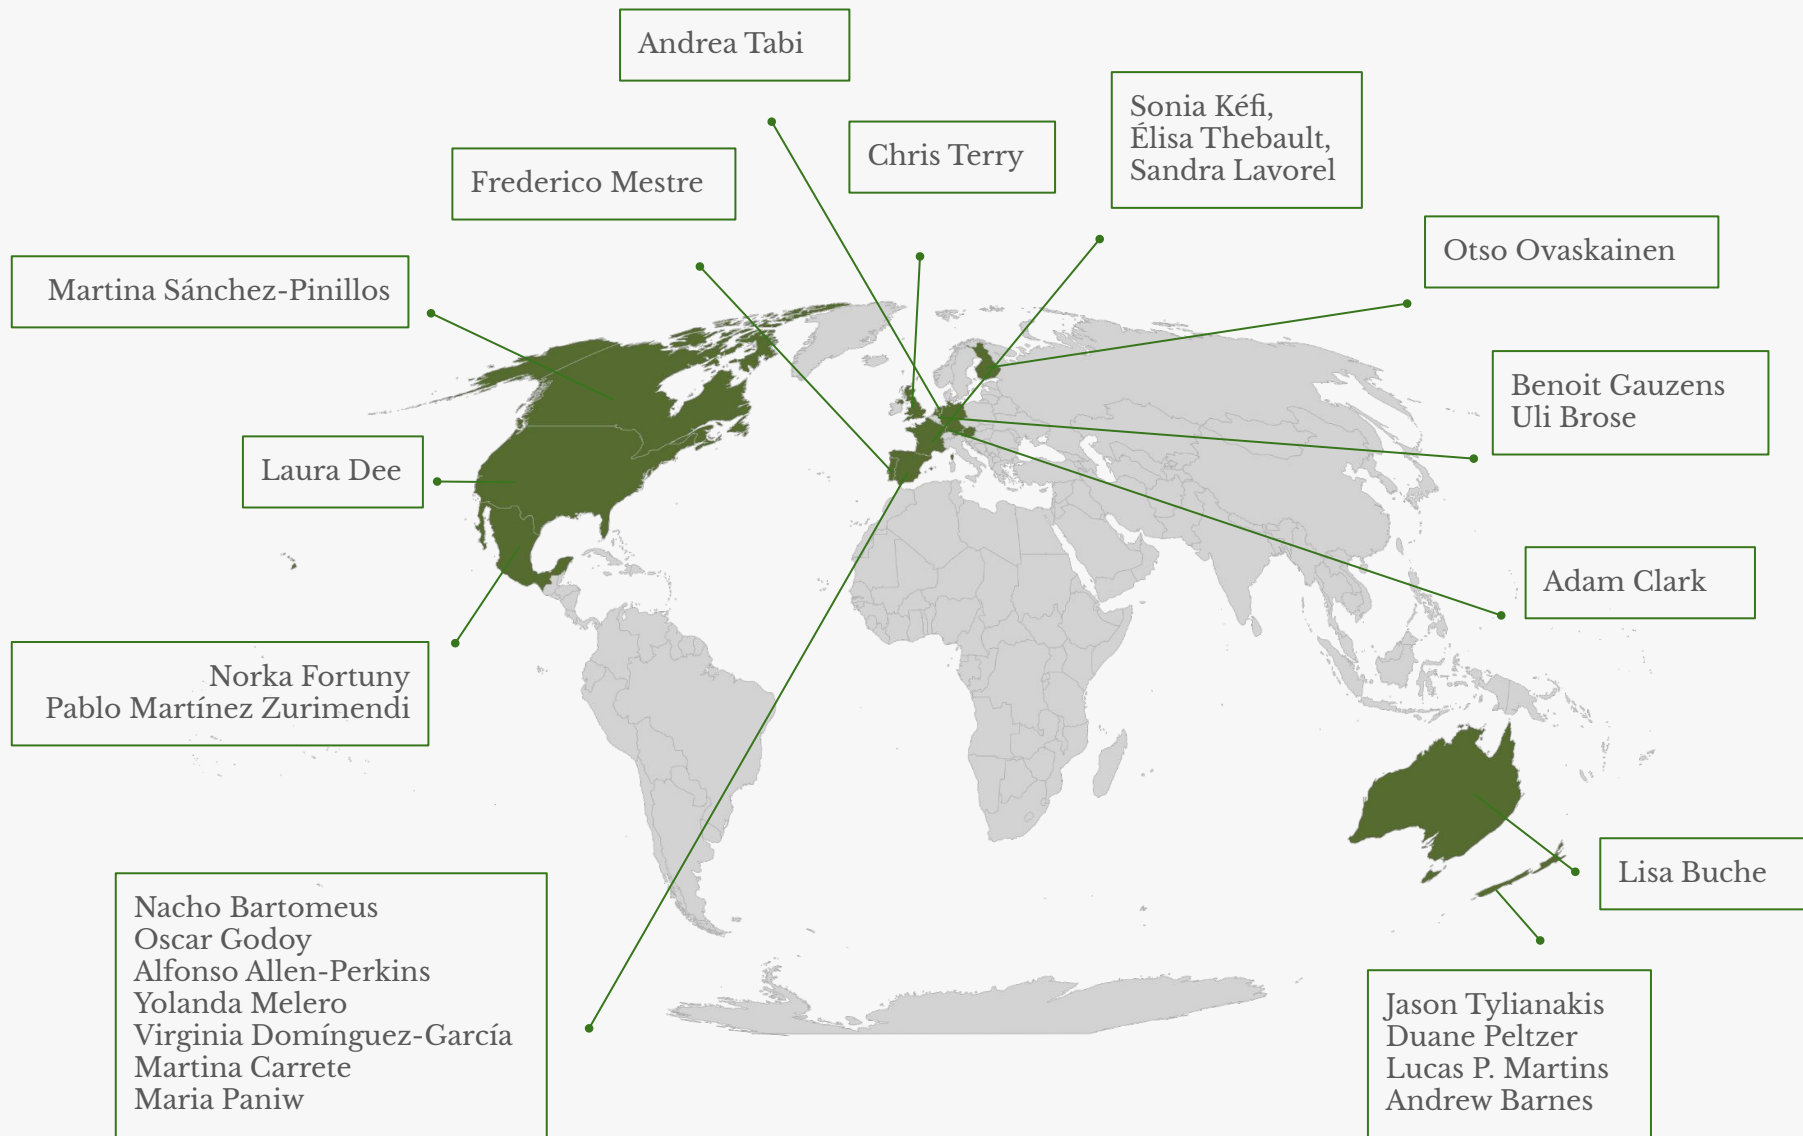 Andrea Tabi
Sonia Kéfi,
Élisa Thebault,
Sandra Lavorel
Chris Terry
Frederico Mestre
Otso Ovaskainen
Martina Sánchez-Pinillos
Benoit Gauzens
Uli Brose
Laura Dee
Adam Clark
Norka Fortuny
Pablo Martínez Zurimendi
Lisa Buche
Nacho Bartomeus
Oscar Godoy
Alfonso Allen-Perkins
Yolanda Melero
Virginia Domínguez-García
Martina Carrete
Maria Paniw
Jason Tylianakis
Duane Peltzer
Lucas P. Martins
Andrew Barnes